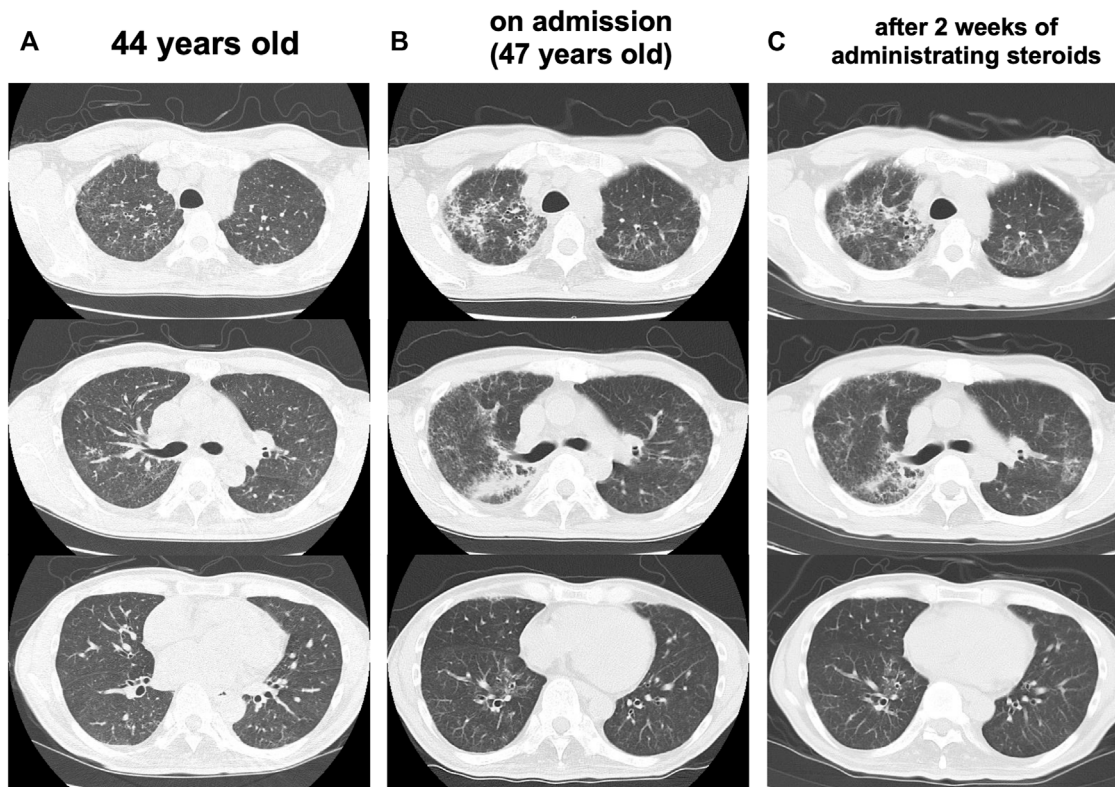 A
44 years old
B
on admission
(47 years old)
C
after 2 weeks of
administrating steroids